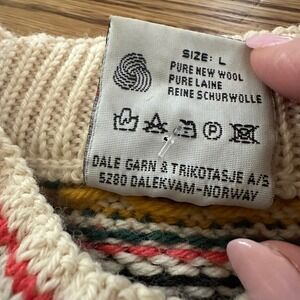 SIZE: L
PURE NEW WOOL
PURE LAINE
REINE SCHURWOLLE
P
DALE GARN & TRIKOTASJE A/S
5280 DALEKVAM-NORWAY